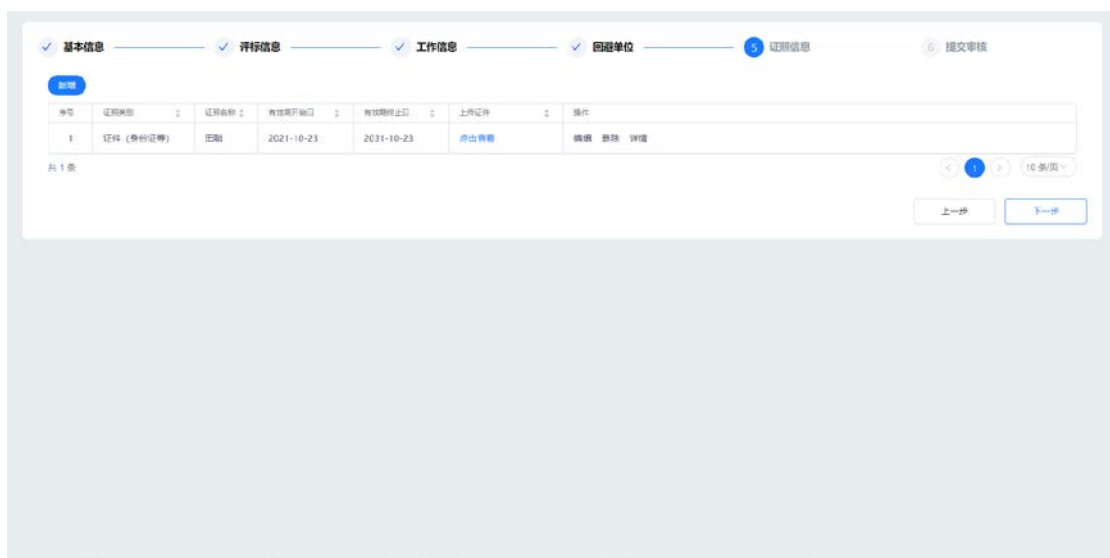 基本信息 评标信息 工作信息 回避单位 5 证照信息 6 提交审核
新增
序号 证照类别 证照名称 有效期开始日 有效期终止日 上传证件 操作
1 证件 (身份证等) 2021-10-23 2031-10-23 点击查看 编辑 删除 详情
共 1 条 1 10 条/页
上一步 下一步